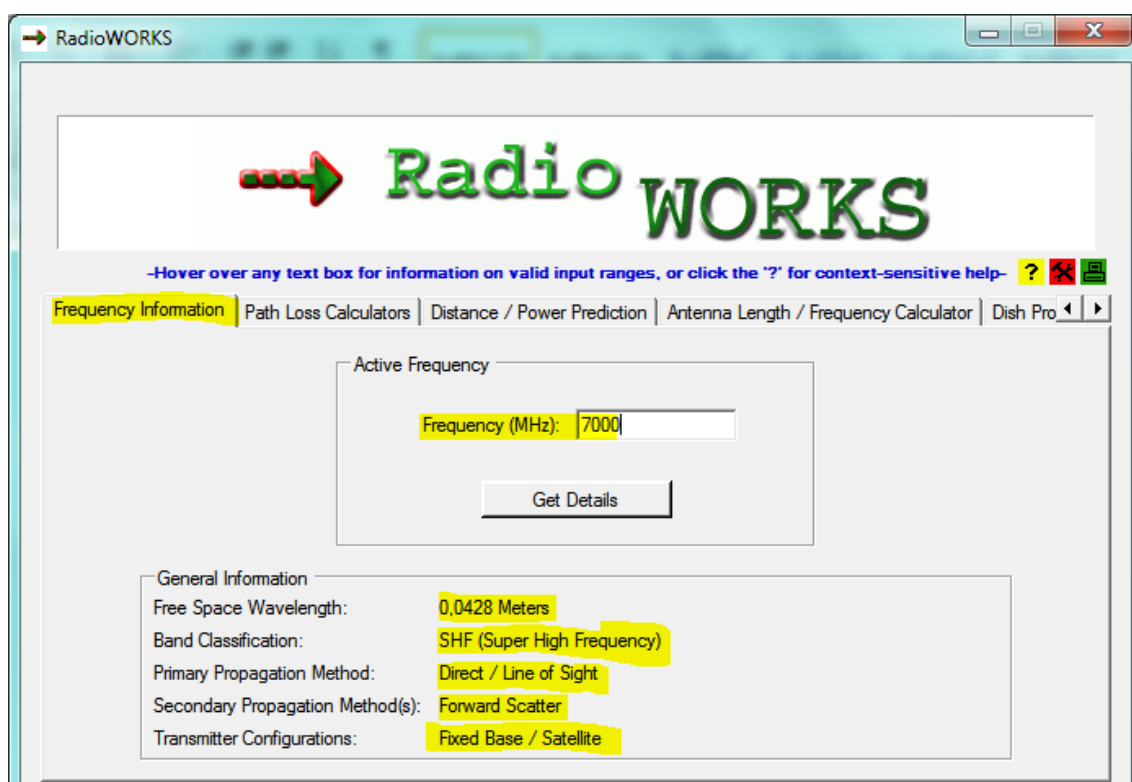 RadioWORKS
Radio WORKS
-Hover over any text box for information on valid input ranges, or click the '?' for context-sensitive help- ?
Frequency Information Path Loss Calculators Distance / Power Prediction Antenna Length / Frequency Calculator Dish Pro
Active Frequency
Frequency (MHz): 7000
Get Details
General Information
Free Space Wavelength: 0,0428 Meters
Band Classification: SHF (Super High Frequency)
Primary Propagation Method: Direct / Line of Sight
Secondary Propagation Method(s): Forward Scatter
Transmitter Configurations: Fixed Base / Satellite